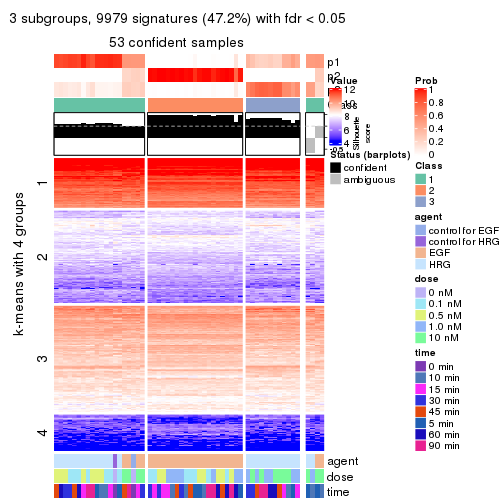 3 subgroups, 9979 signatures (47.2%) with fdr < 0.05
53 confident samples
p1
p2
Value
12
10
8
6
4
Silhouette
score
Status (barplots)
confident
ambiguous
k-means with 4 groups
1
2
3
4
agent
dose
time
Prob
1
0.8
0.6
0.4
0.2
0
Class
1
2
3
agent
control for EGF
control for HRG
EGF
HRG
dose
0 nM
0.1 nM
0.5 nM
1.0 nM
10 nM
time
0 min
10 min
15 min
30 min
45 min
5 min
60 min
90 min